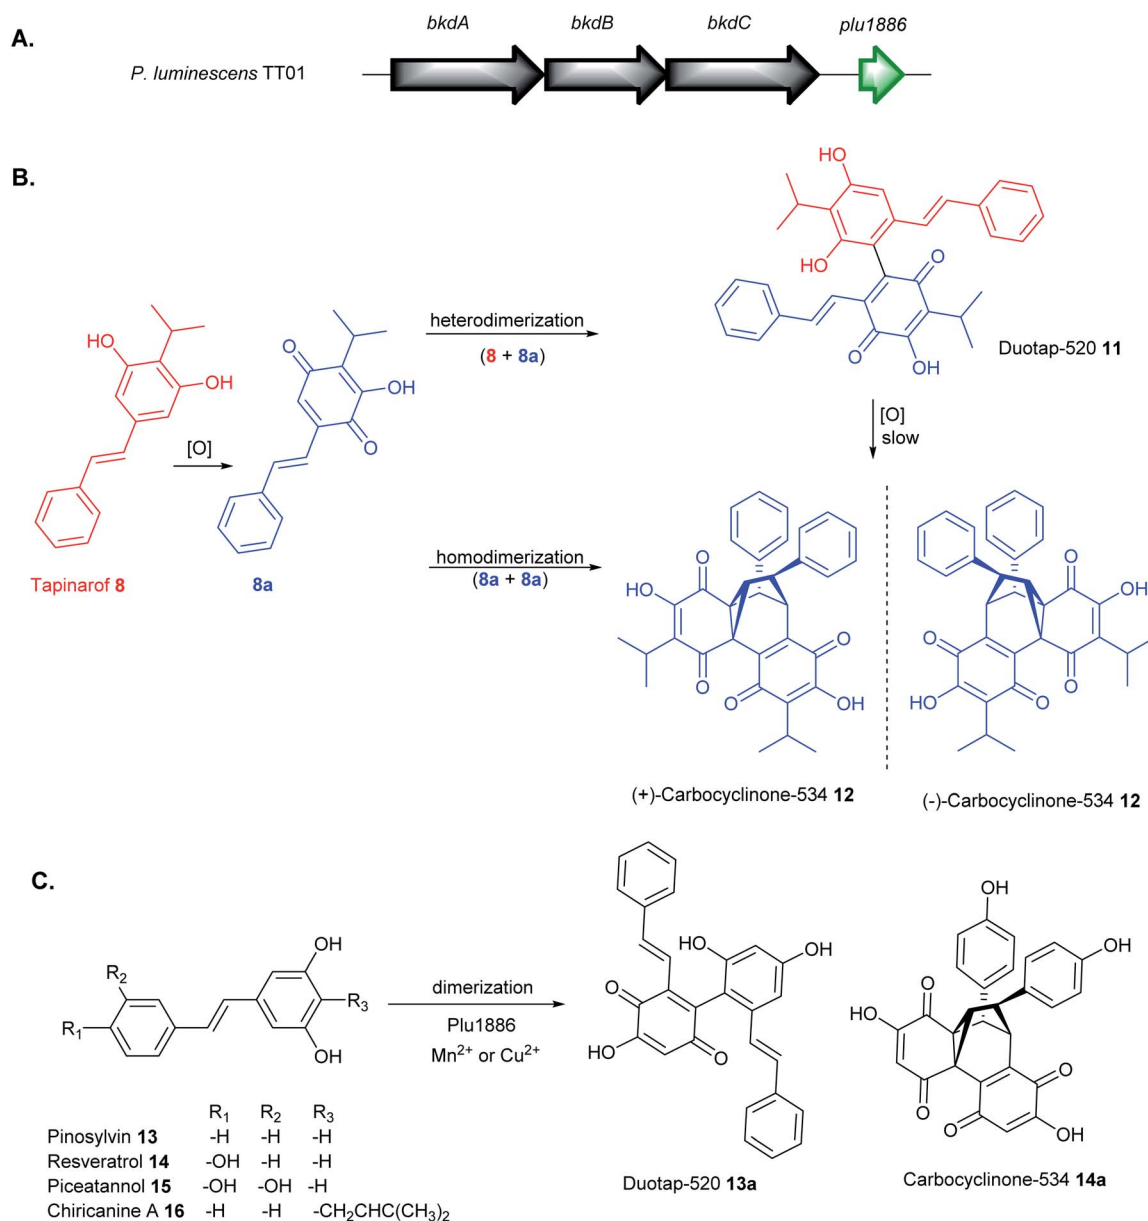 A.
bkdA bkdB bkdC plu1886
P. luminescens TT01
B.
HO
HO
O
O
HO
OH
O
OH
O
O
OH
heterodimerization
(8 + 8a)
Duotap-520 11
[O]
[O]
slow
Tapinarof 8
8a
homodimerization
(8a + 8a)
HO
O
O
O
O
OH
O
OH
O
O
O
HO
(+)-Carbocyclinone-534 12
(-)-Carbocyclinone-534 12
C.
R2
R1
OH
R3
OH
dimerization
Plu1886
Mn2+ or Cu2+
HO
OH
O
HO
O
OH
OH
HO
O
O
O
O
OH
R1 R2 R3
Pinosylvin 13 -H -H -H
Resveratrol 14 -OH -H -H
Piceatannol 15 -OH -OH -H
Chiricanine A 16 -H -H -CH2CHC(CH3)2
Duotap-520 13a
Carbocyclinone-534 14a